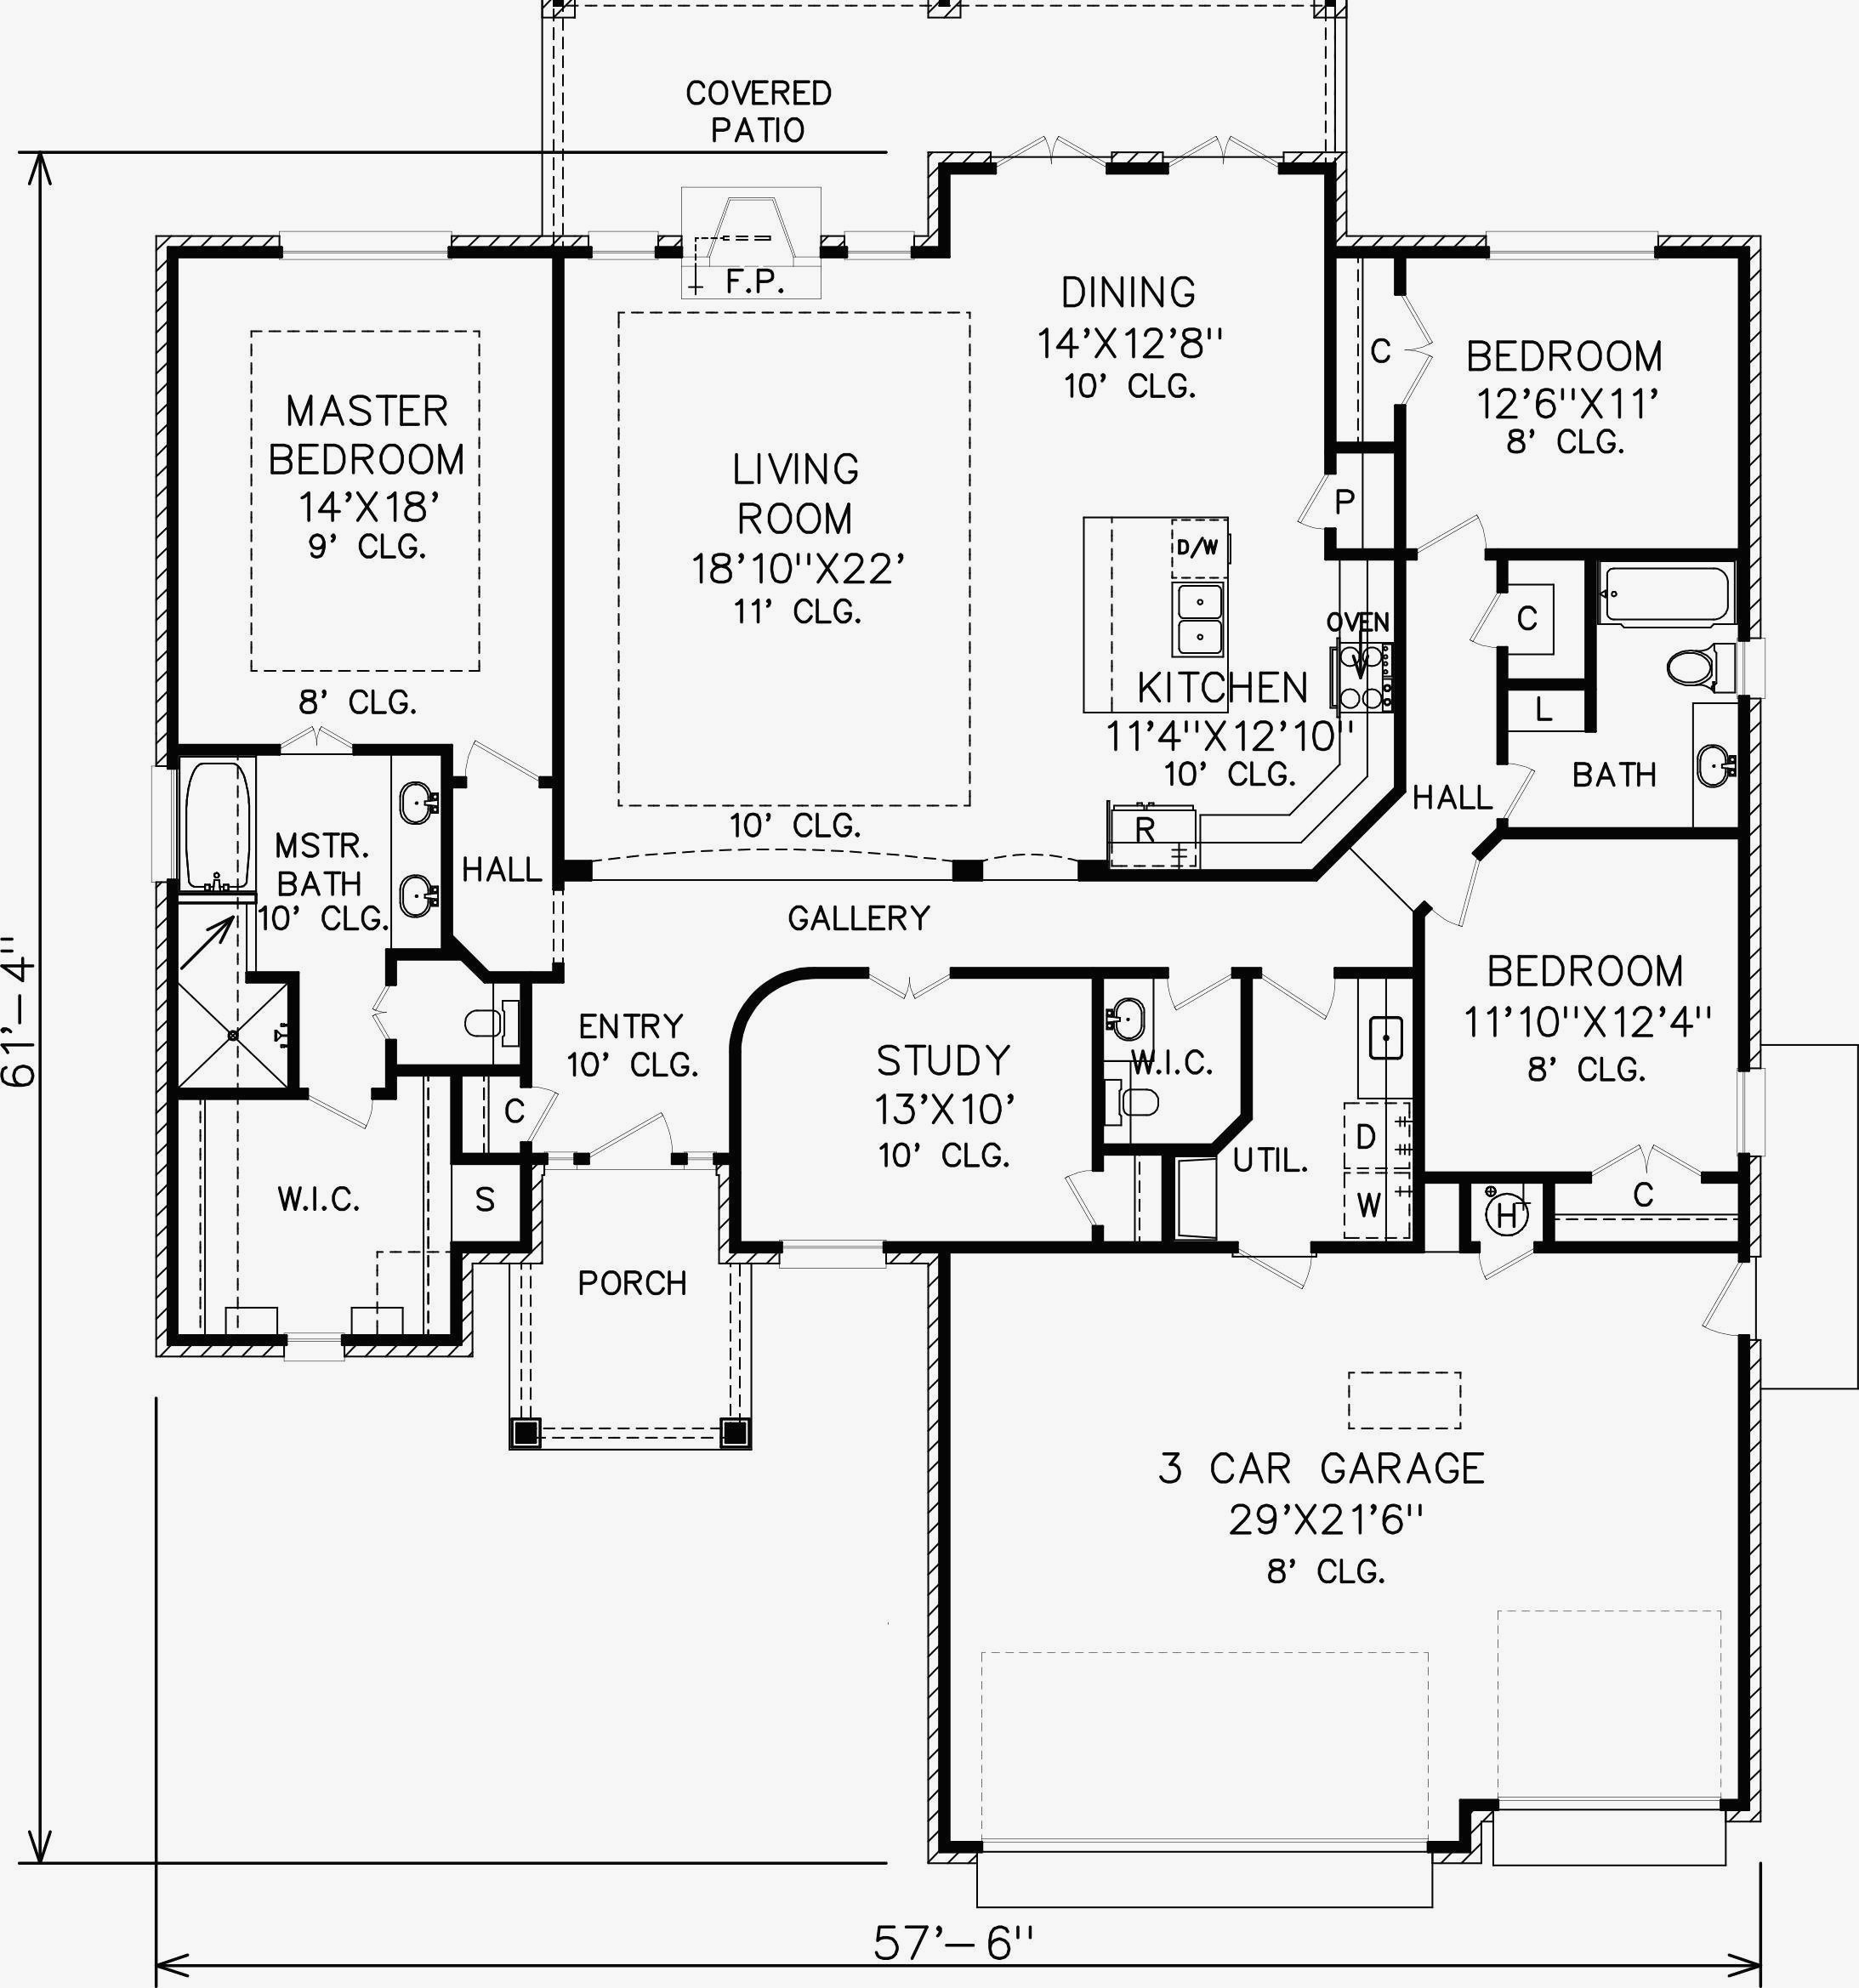 COVERED
PATIO
F.P.
DINING
14'X12'8"
10' CLG.
C
BEDROOM
12'6"X11'
8' CLG.
MASTER
BEDROOM
14'X18'
9' CLG.
8' CLG.
LIVING
ROOM
18'10"X22'
11' CLG.
10' CLG.
P
D/W
OVEN
KITCHEN
11'4"X12'10"
10' CLG.
R
C
L
BATH
HALL
MSTR.
BATH
10' CLG.
HALL
GALLERY
61'-4"
ENTRY
10' CLG.
C
STUDY
13'X10'
10' CLG.
W.I.C.
UTIL.
D
W
BEDROOM
11'10"X12'4"
8' CLG.
C
H
W.I.C.
S
PORCH
3 CAR GARAGE
29'X21'6"
8' CLG.
57'-6"